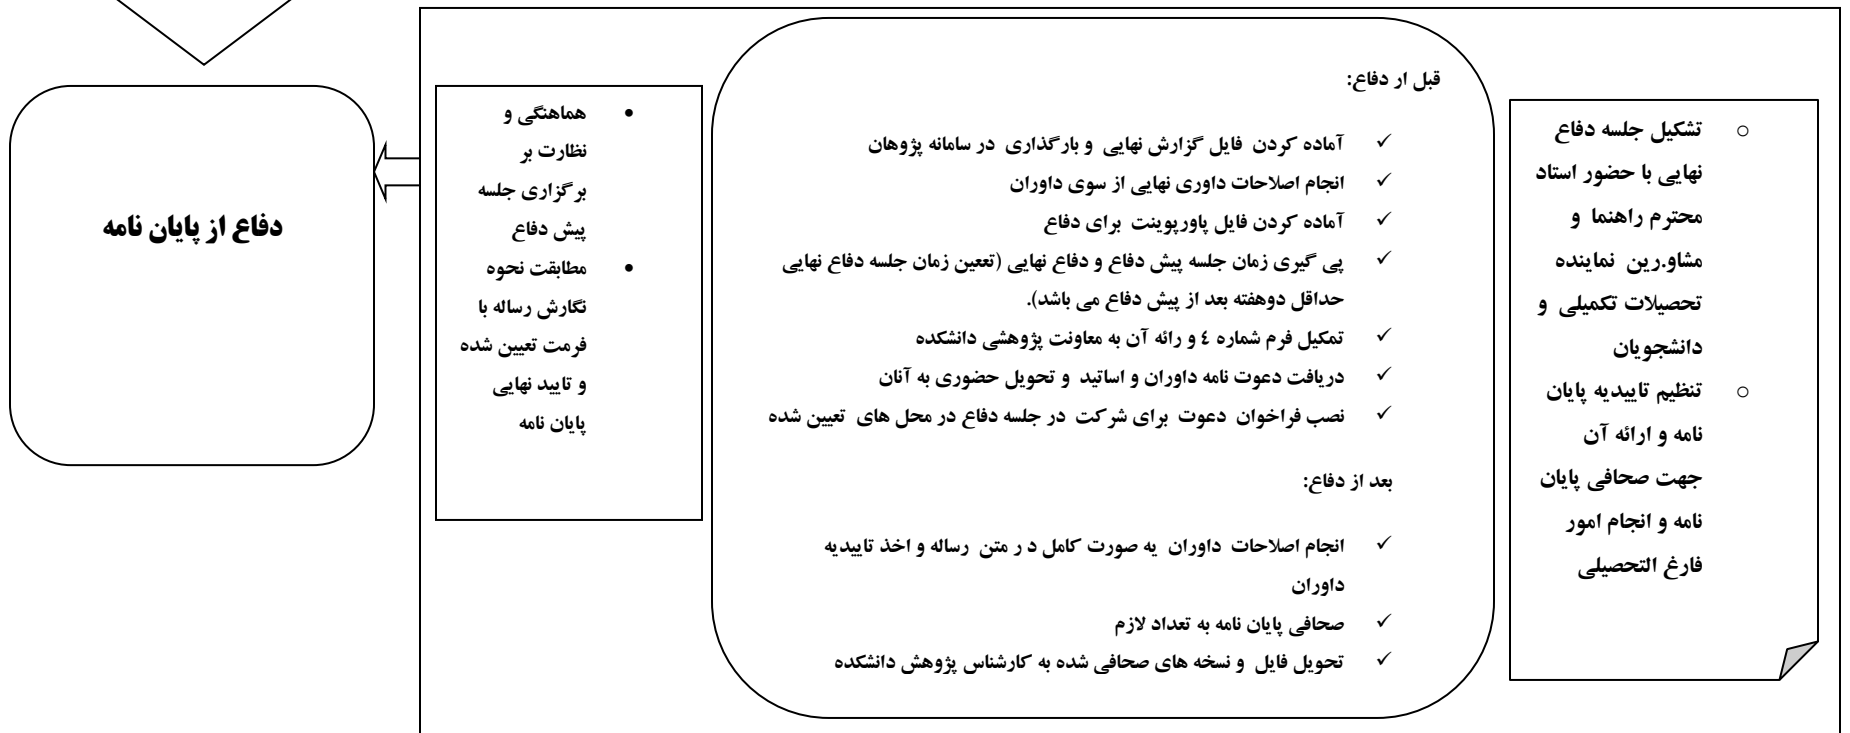 ○ تشکیل جلسه دفاع
نهایی با حضور استاد
محترم راهنما و
مشاو.رین نماینده
تحصیلات تکمیلی و
دانشجویان
○ تنظیم تاییدیه پایان
نامه و ارائه آن
جهت صحافی پایان
نامه و انجام امور
فارغ التحصیلی
قبل ار دفاع:
✓ آماده کردن فایل گزارش نهایی و بارگذاری در سامانه پژوهان
✓ انجام اصلاحات داوری نهایی از سوی داوران
✓ آماده کردن فایل پاورپوینت برای دفاع
✓ پی گیری زمان جلسه پیش دفاع و دفاع نهایی (تععین زمان جلسه دفاع نهایی
حداقل دوهفته بعد از پیش دفاع می باشد).
✓ تمکیل فرم شماره ٤ و رائه آن به معاونت پژوهشی دانشکده
✓ دریافت دعوت نامه داوران و اساتید و تحویل حضوری به آنان
✓ نصب فراخوان دعوت برای شرکت در جلسه دفاع در محل های تعیین شده
بعد از دفاع:
✓ انجام اصلاحات داوران یه صورت کامل د ر متن رساله و اخذ تاییدیه
داوران
✓ صحافی پایان نامه به تعداد لازم
✓ تحویل فایل و نسخه های صحافی شده به کارشناس پژوهش دانشکده
• هماهنگی و
نظارت بر
برگزاری جلسه
پیش دفاع
• مطابقت نحوه
نگارش رساله با
فرمت تعیین شده
و تایید نهایی
پایان نامه
دفاع از پایان نامه